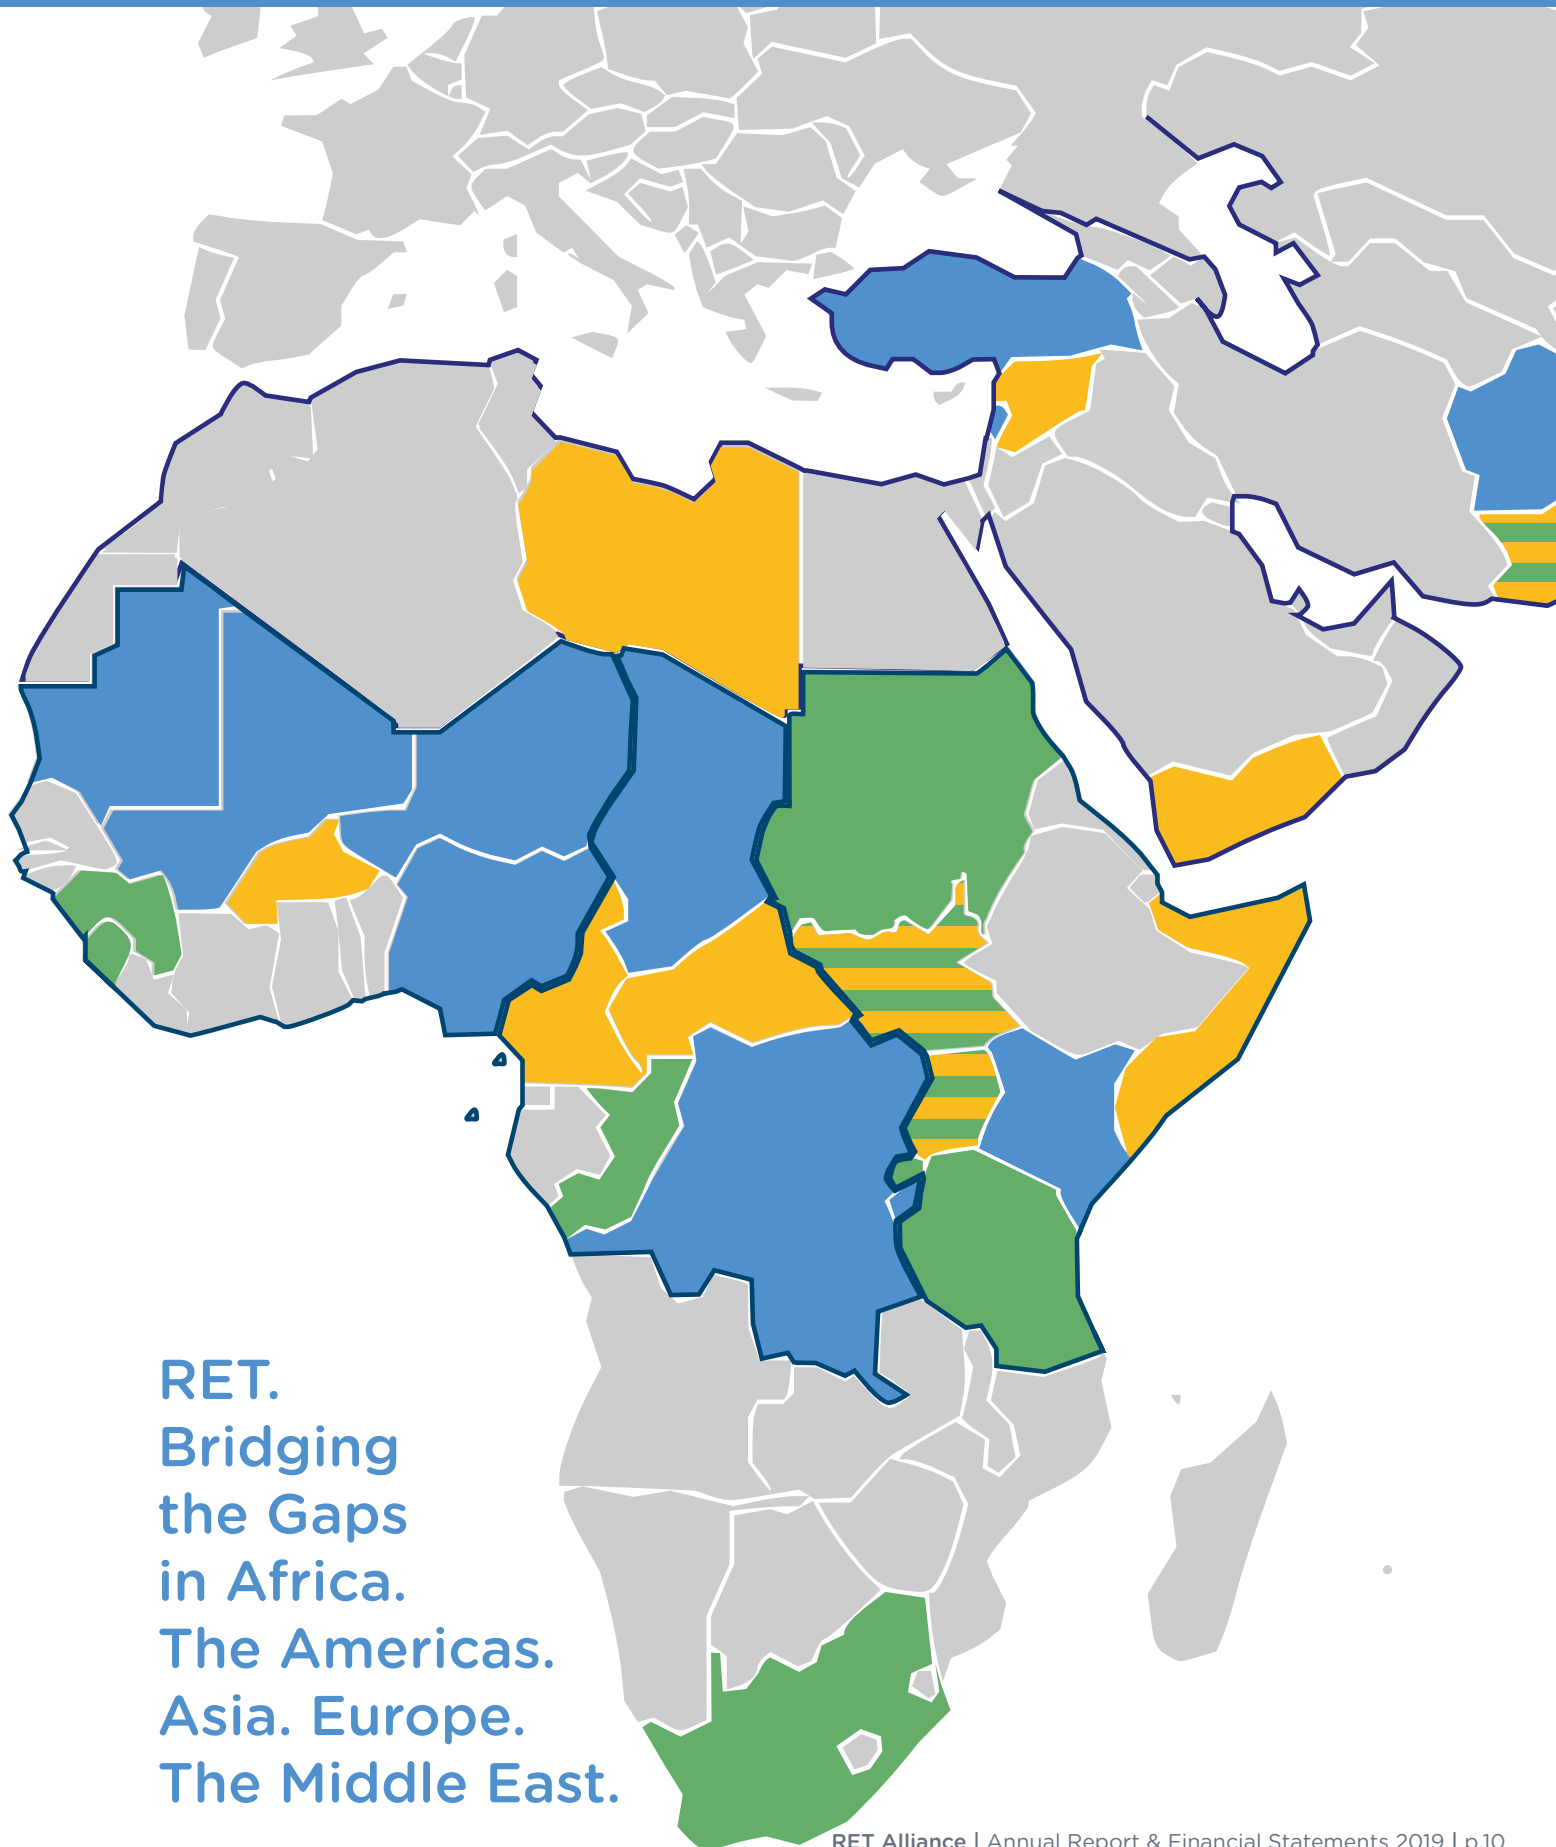 RET.
Bridging
the Gaps
in Africa.
The Americas.
Asia. Europe.
The Middle East.
RET Alliance | Annual Report & Financial Statements 2019 | p.10